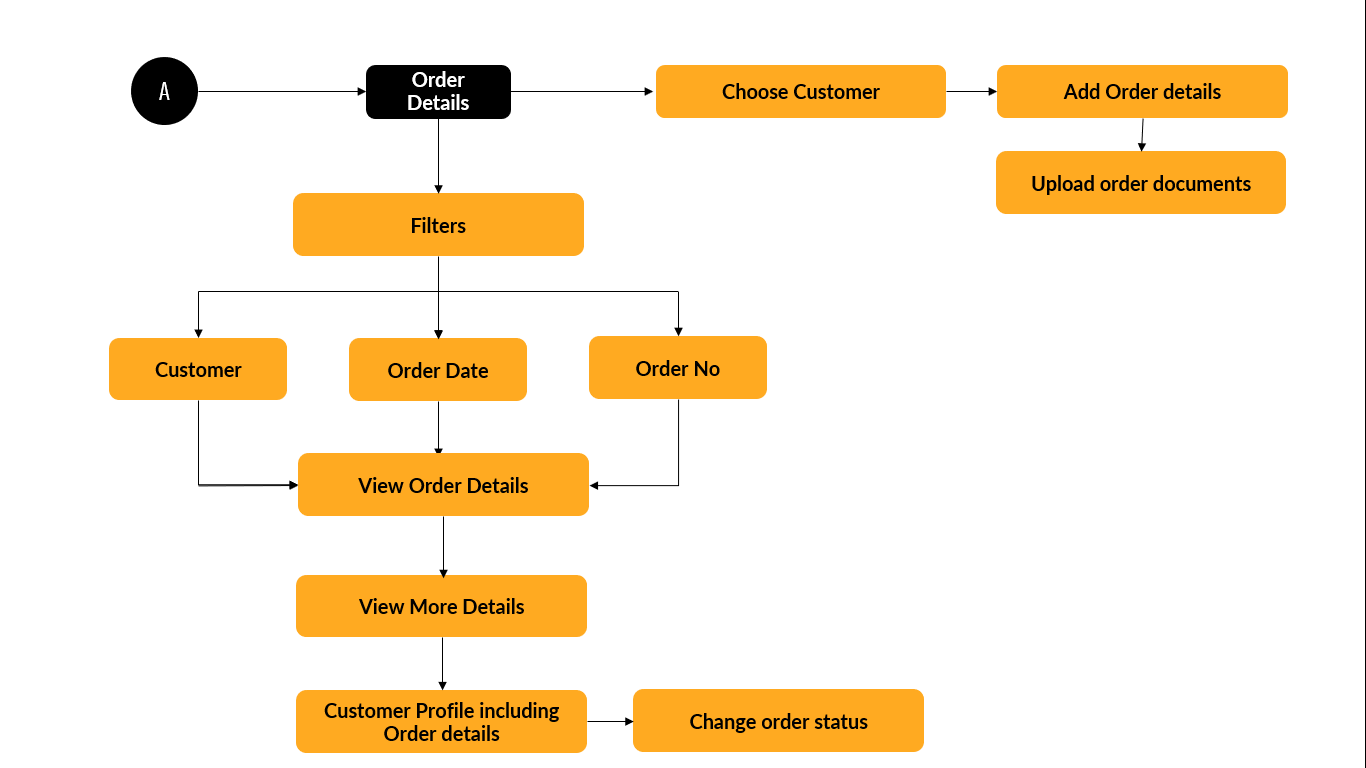 A
Order
Details
Choose Customer
Add Order details
Upload order documents
Filters
Customer
Order Date
Order No
View Order Details
View More Details
Customer Profile including
Order details
Change order status